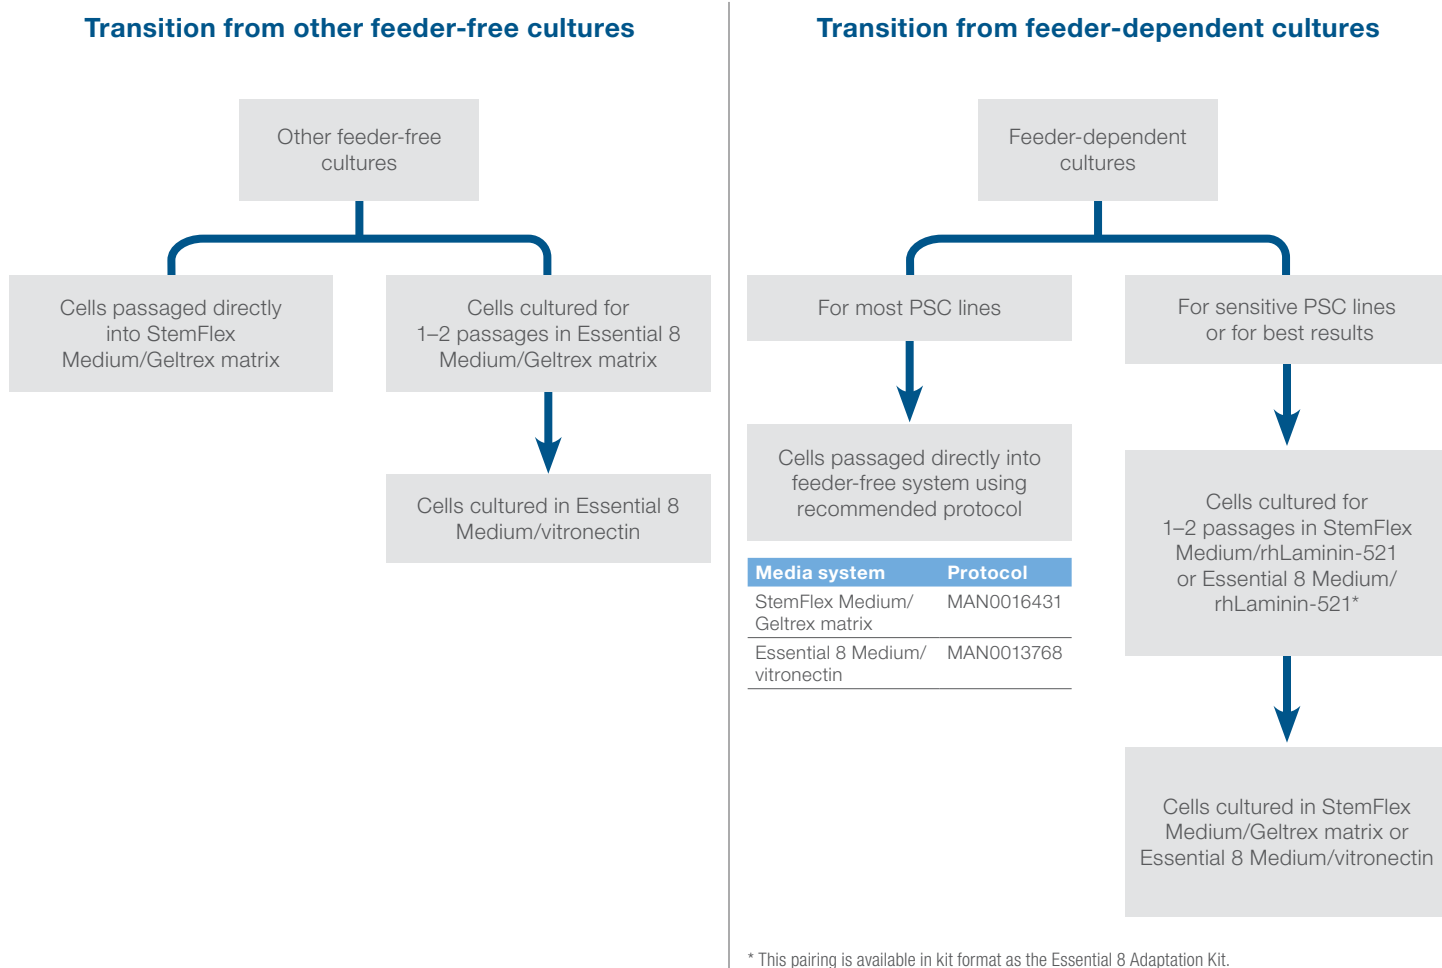 Transition from other feeder-free cultures
Other feeder-free
cultures
Cells passaged directly
into StemFlex
Medium/Geltrex matrix
Cells cultured for
1–2 passages in Essential 8
Medium/Geltrex matrix
Cells cultured in Essential 8
Medium/vitronectin
Transition from feeder-dependent cultures
Feeder-dependent
cultures
For most PSC lines
Cells passaged directly into
feeder-free system using
recommended protocol
Media system Protocol
StemFlex Medium/ MAN0016431
Geltrex matrix
Essential 8 Medium/ MAN0013768
vitronectin
For sensitive PSC lines
or for best results
Cells cultured for
1–2 passages in StemFlex
Medium/rhLaminin-521
or Essential 8 Medium/
rhLaminin-521*
Cells cultured in StemFlex
Medium/Geltrex matrix or
Essential 8 Medium/vitronectin
* This pairing is available in kit format as the Essential 8 Adaptation Kit.